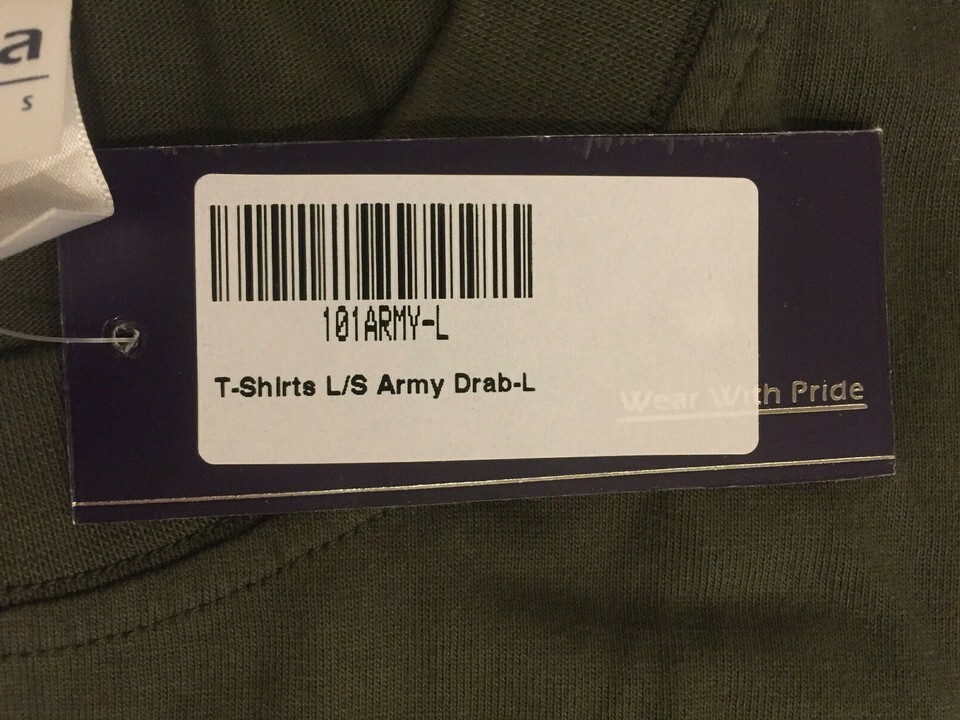 a
s
101ARMY-L
T-Shirts L/S Army Drab-L
Wear With Pride